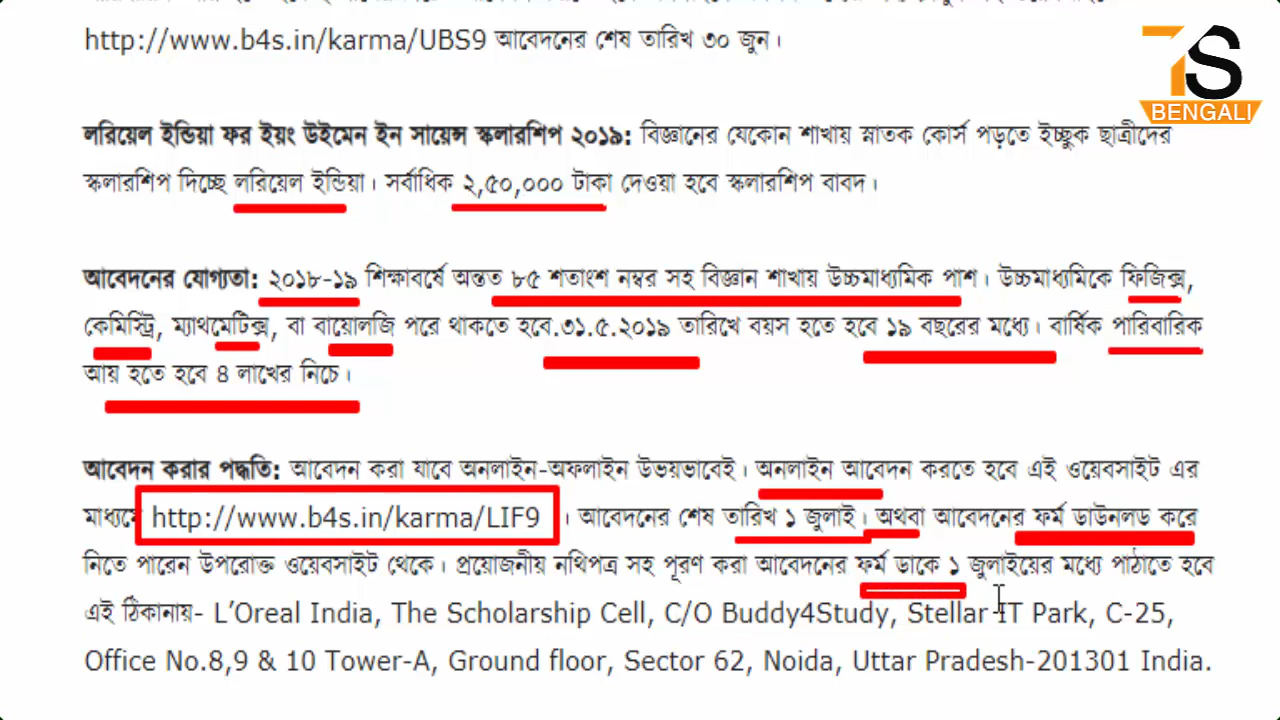 http://www.b4s.in/karma/UBS9 আবেদনের শেষ তারিখ ৩০ জুন।
7S
BENGALI
লরিয়েল ইন্ডিয়া ফর ইয়ং উইমেন ইন সায়েন্স স্কলারশিপ ২০১৯: বিজ্ঞানের যেকোন শাখায় স্নাতক কোর্স পড়তে ইচ্ছুক ছাত্রীদের
স্কলারশিপ দিচ্ছে লরিয়েল ইন্ডিয়া। সর্বাধিক ২,৫০,০০০ টাকা দেওয়া হবে স্কলারশিপ বাবদ।
আবেদনের যোগ্যতা: ২০১৮-১৯ শিক্ষাবর্ষে অন্তত ৮৫ শতাংশ নম্বর সহ বিজ্ঞান শাখায় উচ্চমাধ্যমিক পাশ। উচ্চমাধ্যমিকে ফিজিক্স,
কেমিস্ট্রি, ম্যাথমেটিক্স, বা বায়োলজি পরে থাকতে হবে.৩১.৫.২০১৯ তারিখে বয়স হতে হবে ১৯ বছরের মধ্যে। বার্ষিক পারিবারিক
আয় হতে হবে ৪ লাখের নিচে।
আবেদন করার পদ্ধতি: আবেদন করা যাবে অনলাইন-অফলাইন উভয়ভাবেই। অনলাইন আবেদন করতে হবে এই ওয়েবসাইট এর
মাধ্যমে http://www.b4s.in/karma/LIF9 । আবেদনের শেষ তারিখ ১ জুলাই। অথবা আবেদনের ফর্ম ডাউনলড করে
নিতে পারেন উপরোক্ত ওয়েবসাইট থেকে। প্রয়োজনীয় নথিপত্র সহ পূরণ করা আবেদনের ফর্ম ডাকে ১ জুলাইয়ের মধ্যে পাঠাতে হবে
এই ঠিকানায়- L’Oreal India, The Scholarship Cell, C/O Buddy4Study, Stellar IT Park, C-25,
Office No.8,9 & 10 Tower-A, Ground floor, Sector 62, Noida, Uttar Pradesh-201301 India.